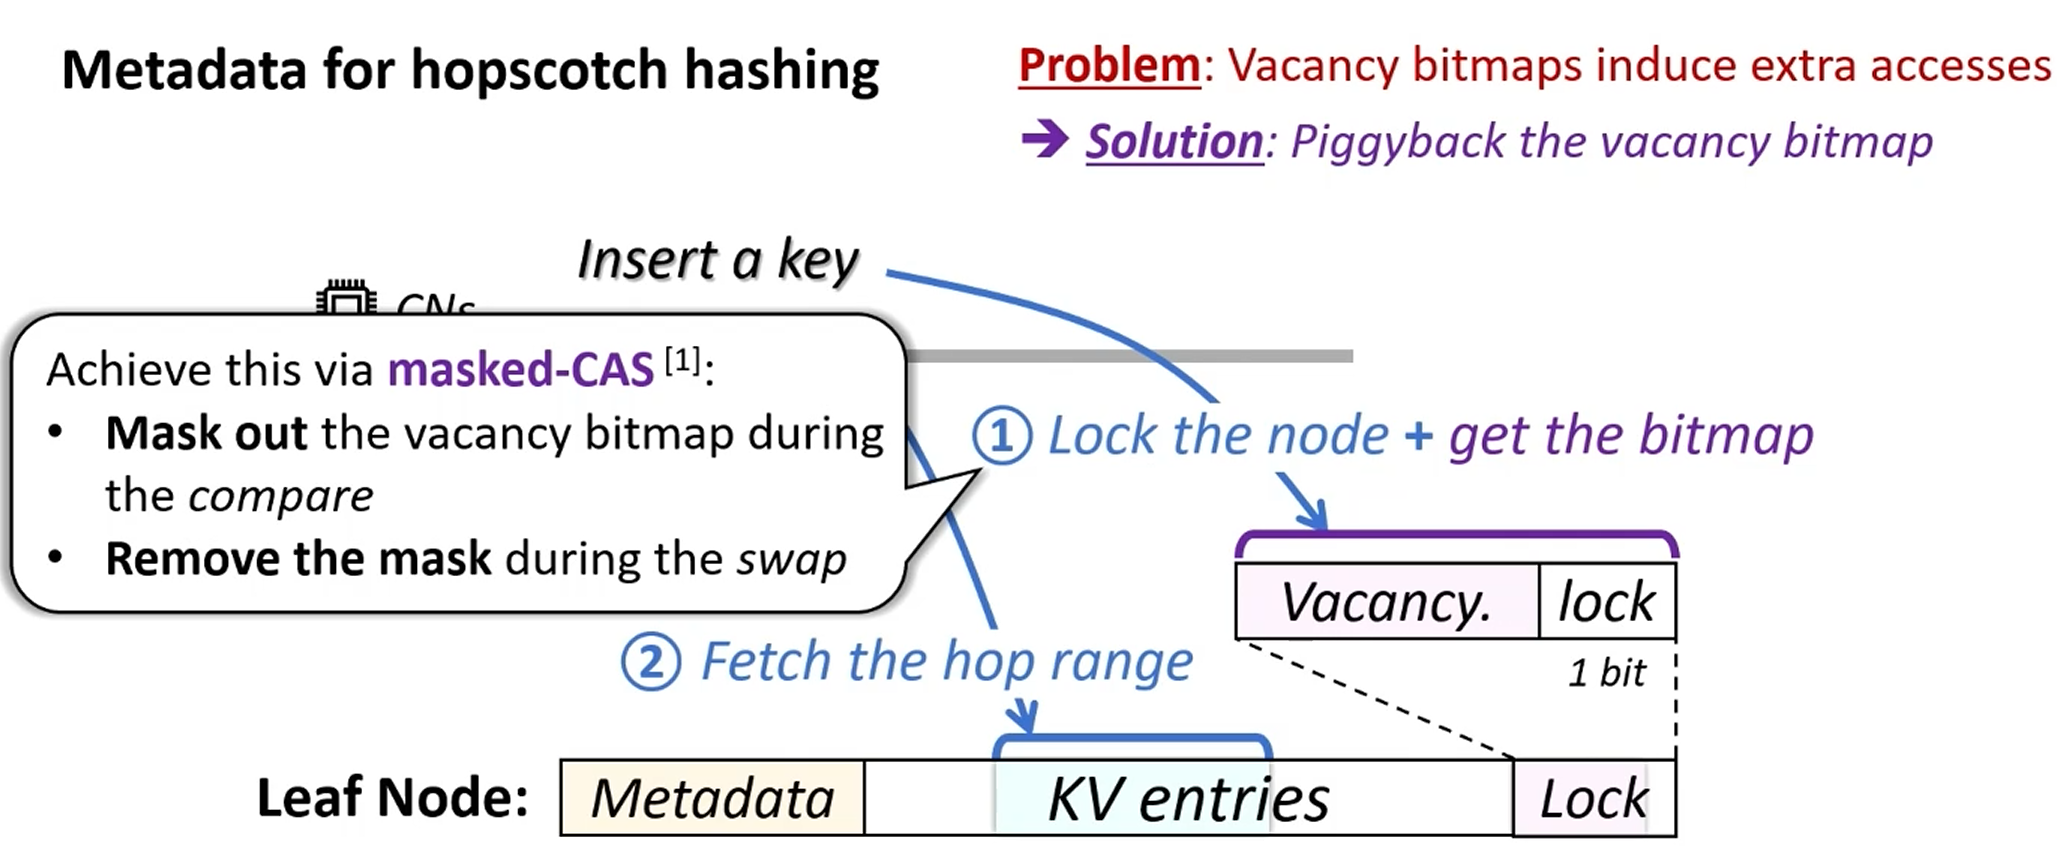 Metadata for hopscotch hashing
Problem: Vacancy bitmaps induce extra accesses
➔ Solution: Piggyback the vacancy bitmap
Insert a key
CNs
Achieve this via masked-CAS [1]:
• Mask out the vacancy bitmap during
the compare
• Remove the mask during the swap
① Lock the node + get the bitmap
Vacancy. lock
1 bit
② Fetch the hop range
Leaf Node: Metadata KV entries Lock